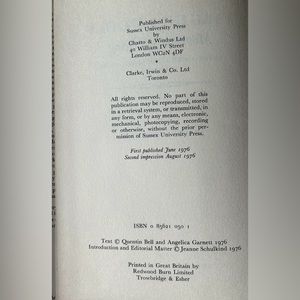 Published for
Sussex University Press
by
Chatto & Windus Ltd
40 William IV Street
London WC2N 4DF
*
Clarke, Irwin & Co. Ltd
Toronto
All rights reserved. No part of this
publication may be reproduced, stored
in a retrieval system, or transmitted, in
any form, or by any means, electronic,
mechanical, photocopying, recording
or otherwise, without the prior permis-
sion of Sussex University Press.
First published June 1976
Second impression August 1976
ISBN 0 85621 050 1
Text © Quentin Bell and Angelica Garnett 1976
Introduction and Editorial Matter © Jeanne Schulkind 1976
Printed in Great Britain by
Redwood Burn Limited
Trowbridge & Esher